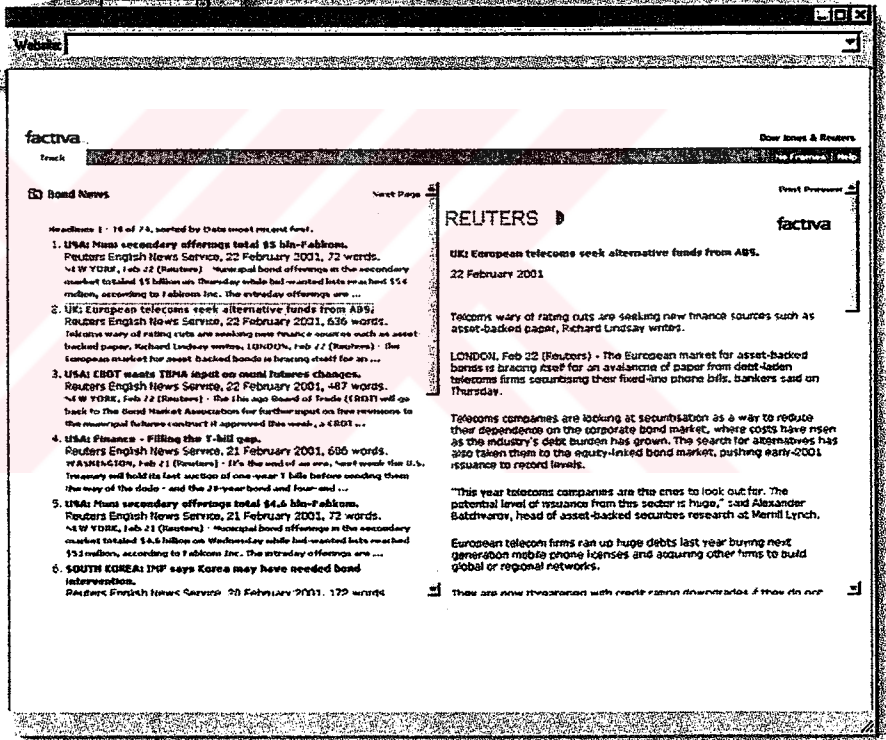 Website
factiva
Dow Jones & Reuters
Track
No Frames | Help
Bond News
Next Page
Headlines 1 - 14 of 74, sorted by Date most recent first.
1. USA: Muni secondary offerings total $5 bln-Fabkom.
Reuters English News Service, 22 February 2001, 72 words.
NEW YORK, Feb 22 (Reuters) - Municipal bond offerings in the secondary
market totaled $5 billion on Thursday while bid-wanted lists reached $54
million, according to Fabkom Inc. The intraday offerings are ...
2. UK: European telecoms seek alternative funds from ABS.
Reuters English News Service, 22 February 2001, 636 words.
Telcoms wary of rating cuts are seeking new finance sources such as asset-
backed paper, Richard Lindsay writes. LONDON, Feb 22 (Reuters) - The
European market for asset-backed bonds is bracing itself for an ...
3. USA: CBOT wants TBMA input on muni futures changes.
Reuters English News Service, 22 February 2001, 487 words.
NEW YORK, Feb 22 (Reuters) - The Chicago Board of Trade (CBOT) will go
back to The Bond Market Association for further input on five revisions to
the municipal futures contract it approved this week, a CBOT ...
4. USA: Finance - Filling the T-bill gap.
Reuters English News Service, 21 February 2001, 686 words.
WASHINGTON, Feb 21 (Reuters) - It's the end of an era, next week the U.S.
Treasury will hold its last auction of one-year T bills before sending them
the way of the dodo - and the 20-year bond and four- and ...
5. USA: Muni secondary offerings total $4.6 bln-Fabkom.
Reuters English News Service, 21 February 2001, 72 words.
NEW YORK, Feb 21 (Reuters) - Municipal bond offerings in the secondary
market totaled $4.6 billion on Wednesday while bid-wanted lists reached
million, according to Fabkom Inc. The intraday offerings are ...
6. SOUTH KOREA: IMF says Korea may have needed bond
intervention.
Reuters English News Service, 20 February 2001, 172 words
Print Preview
REUTERS
factiva
UK: European telecoms seek alternative funds from ABS.
22 February 2001
Telcoms wary of rating cuts are seeking new finance sources such as
asset-backed paper, Richard Lindsay writes.
LONDON, Feb 22 (Reuters) - The European market for asset-backed
bonds is bracing itself for an avalanche of paper from debt-laden
telecoms firms securitising their fixed-line phone bills, bankers said on
Thursday.
Telecoms companies are looking at securitisation as a way to reduce
their dependence on the corporate bond market, where costs have risen
as the industry's debt burden has grown. The search for alternatives has
also taken them to the equity-linked bond market, pushing early-2001
issuance to record levels.
"This year telecoms companies are the ones to look out for. The
potential level of issuance from this sector is huge," said Alexander
Batchvarov, head of asset-backed securities research at Merrill Lynch.
European telecom firms ran up huge debts last year buying next
generation mobile phone licenses and acquiring other firms to build
global or regional networks.
They are now threatened with credit rating downgrades if they do not